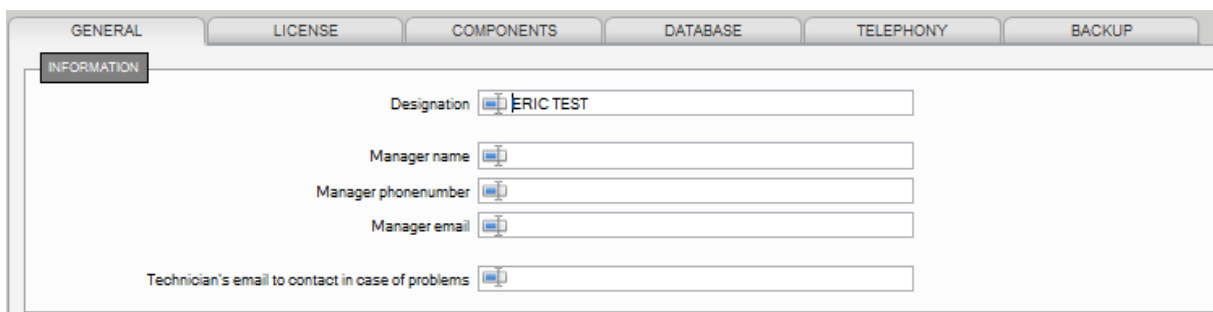 GENERAL LICENSE COMPONENTS DATABASE TELEPHONY BACKUP
INFORMATION
Designation ERIC TEST
Manager name
Manager phonenumber
Manager email
Technician's email to contact in case of problems